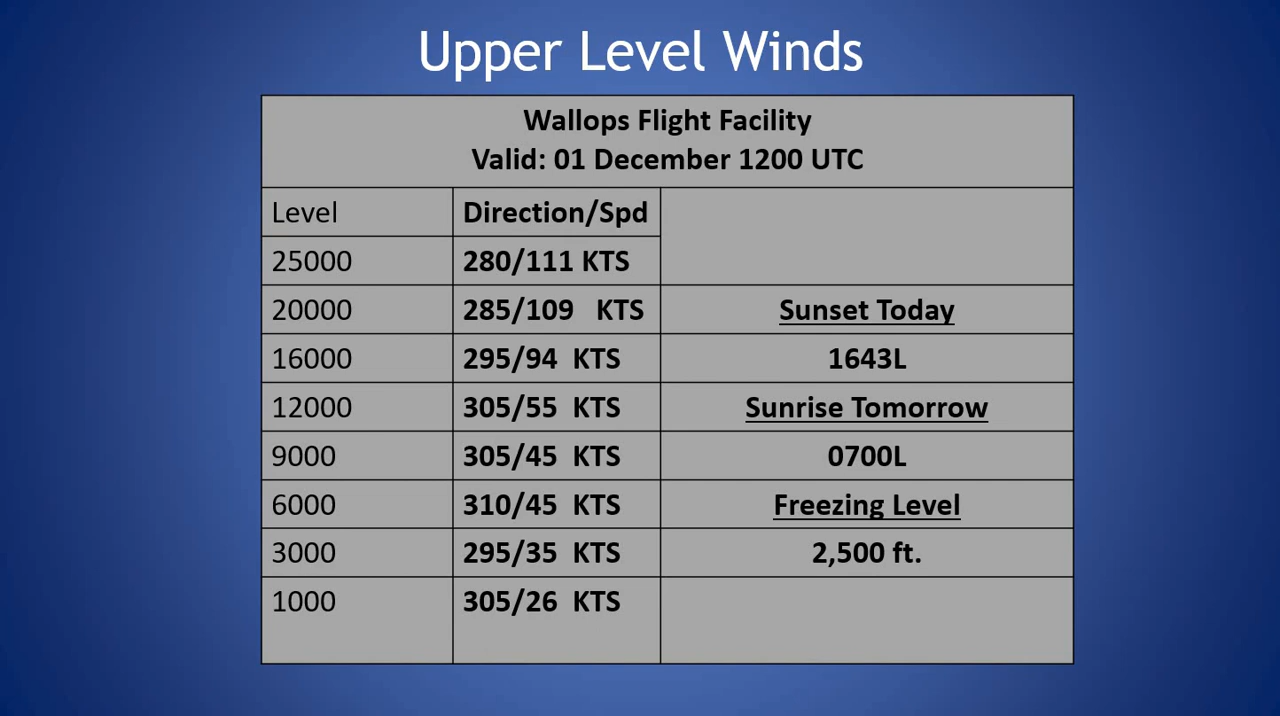 Upper Level Winds
Wallops Flight Facility
Valid: 01 December 1200 UTC
Level Direction/Spd
25000 280/111 KTS
20000 285/109 KTS Sunset Today
16000 295/94 KTS 1643L
12000 305/55 KTS Sunrise Tomorrow
9000 305/45 KTS 0700L
6000 310/45 KTS Freezing Level
3000 295/35 KTS 2,500 ft.
1000 305/26 KTS